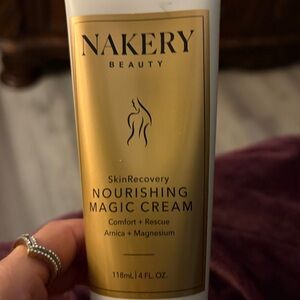 NAKERY
BEAUTY
SkinRecovery
NOURISHING
MAGIC CREAM
Comfort + Rescue
Arnica + Magnesium
118mL | 4 FL. OZ.